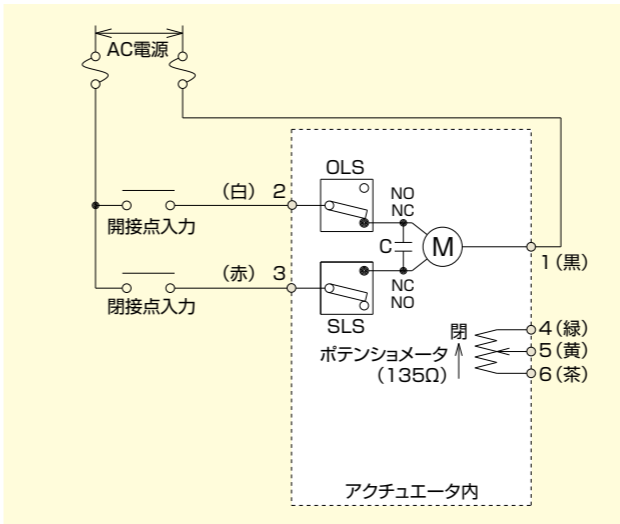 AC電源
OLS
NO
NC
(白) 2
開接点入力
C
M
1(黒)
(赤) 3
閉接点入力
NC
NO
SLS
閉
4(緑)
ポテンショメータ
(135Ω)
5(黄)
6(茶)
アクチュエータ内